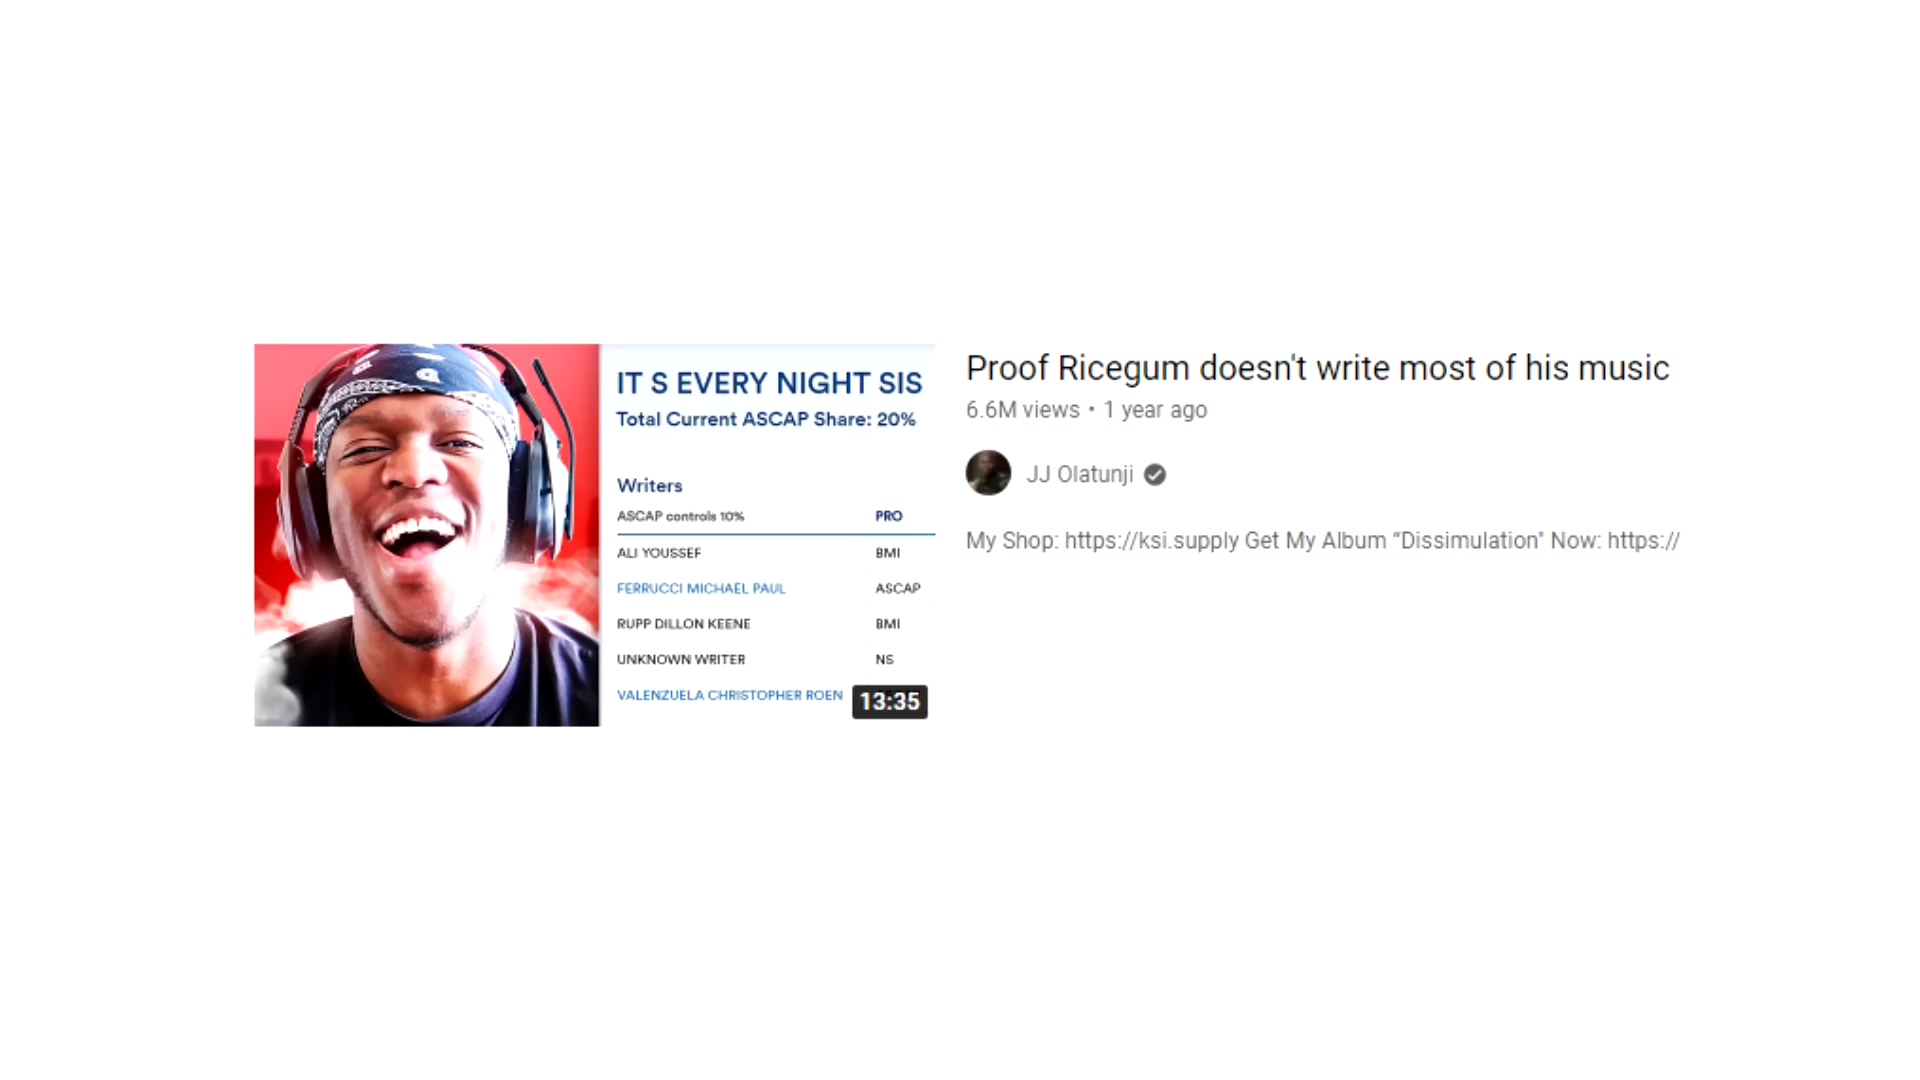 IT S EVERY NIGHT SIS
Total Current ASCAP Share: 20%
Writers
ASCAP controls 10% PRO
ALI YOUSSEF BMI
FERRUCCI MICHAEL PAUL ASCAP
RUPP DILLON KEENE BMI
UNKNOWN WRITER NS
VALENZUELA CHRISTOPHER ROEN
13:35
Proof Ricegum doesn't write most of his music
6.6M views • 1 year ago
JJ Olatunji
My Shop: https://ksi.supply Get My Album “Dissimulation" Now: https://